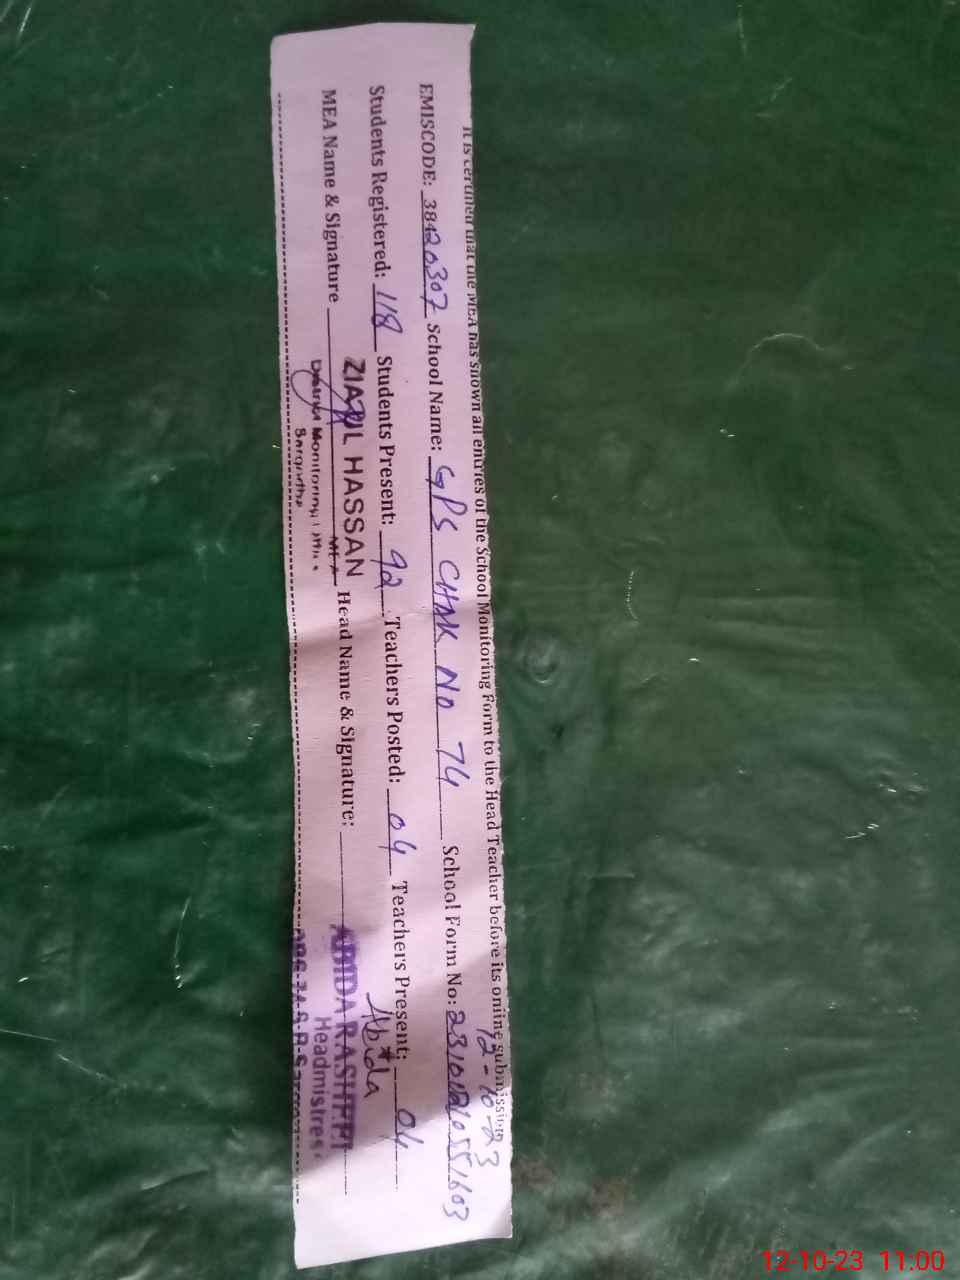 It is certified that the MEA has shown all entries of the School Monitoring Form to the Head Teacher before its online submission
12-10-23
EMISCODE: 38420307 School Name: GPS CHAK No 74 School Form No:
Students Registered: 118 Students Present: 92 Teachers Posted: 04 Teachers Present: 04
MEA Name & Signature ZIAUL HASSAN Head Name & Signature: ABIDA RASHEED
Abida
MEA
Monitoring
Headmistress
12-10-23 11:00